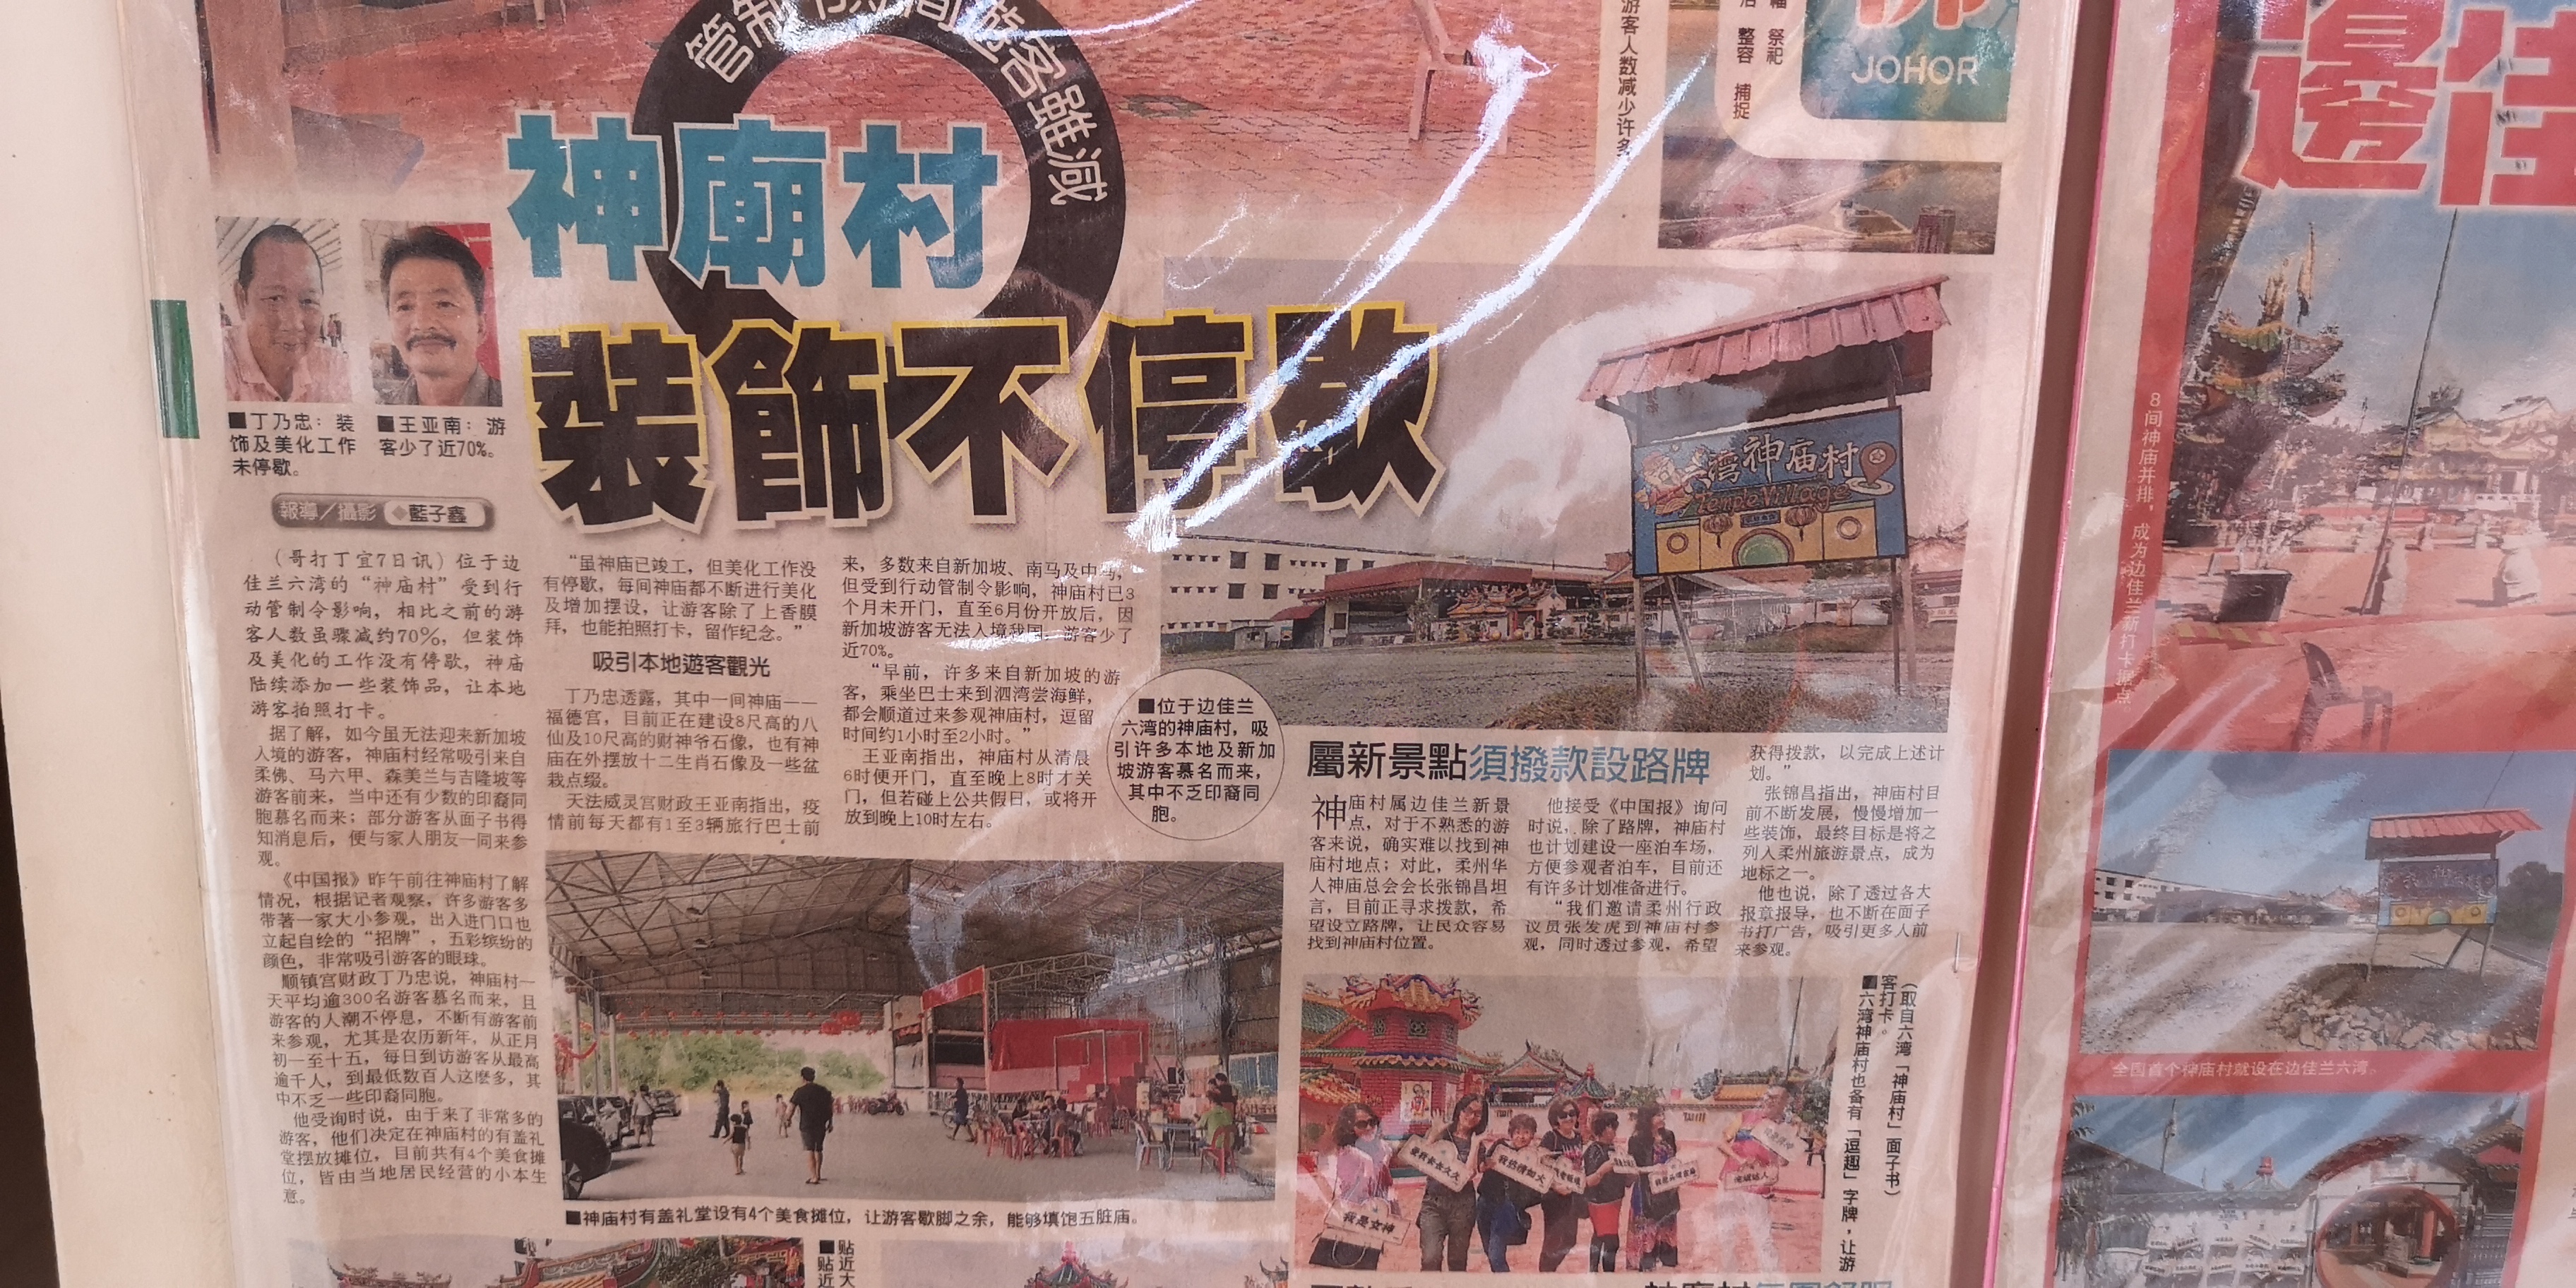 游客人数减少许多
祭祀
整容 捕捉
JOHOR
遊客雖減
神廟村
裝飾不停歇
■丁乃忠：装
饰及美化工作
未停歇。
■王亚南：游
客少了近70%。
報導／攝影 ◆藍子鑫
（哥打丁宜7日讯）位于边
佳兰六湾的“神庙村”受到行
动管制令影响，相比之前的游
客人数虽骤减约70%，但装饰
及美化的工作没有停歇，神庙
陆续添加一些装饰品，让本地
游客拍照打卡。
据了解，如今虽无法迎来新加坡
入境的游客，神庙村经常吸引来自
柔佛、马六甲、森美兰与吉隆坡等
游客前来，当中还有少数的印裔同
胞慕名而来；部分游客从面子书得
知消息后，便与家人朋友一同来参
观。
《中国报》昨午前往神庙村了解
情况，根据记者观察，许多游客多
带著一家大小参观，出入进门口也
立起自绘的“招牌”，五彩缤纷的
颜色，非常吸引游客的眼球。
顺镇宫财政丁乃忠说，神庙村一
天平均逾300名游客慕名而来，且
游客的人潮不停息，不断有游客前
来参观，尤其是农历新年，从正月
初一至十五，每日到访游客从最高
逾千人，到最低数百人这麽多，其
中不乏一些印裔同胞。
他受询时说，由于来了非常多的
游客，他们决定在神庙村的有盖礼
堂摆放摊位，目前共有4个美食摊
位，皆由当地居民经营的小本生
意。
“虽神庙已竣工，但美化工作没
有停歇，每间神庙都不断进行美化
及增加摆设，让游客除了上香膜
拜，也能拍照打卡，留作纪念。”
吸引本地遊客觀光
丁乃忠透露，其中一间神庙——
福德宫，目前正在建设8尺高的八
仙及10尺高的财神爷石像，也有神
庙在外摆放十二生肖石像及一些盆
栽点缀。
天法威灵宫财政王亚南指出，疫
情前每天都有1至3辆旅行巴士前
来，多数来自新加坡、南马及中马，
但受到行动管制令影响，神庙村已3
个月未开门，直至6月份开放后，因
新加坡游客无法入境我国，游客少了
近70%。
“早前，许多来自新加坡的游
客，乘坐巴士来到泗湾尝海鲜，
都会顺道过来参观神庙村，逗留
时间约1小时至2小时。”
王亚南指出，神庙村从清晨
6时便开门，直至晚上8时才关
门，但若碰上公共假日，或将开
放到晚上10时左右。
六湾神庙村
Temple Village
■位于边佳兰
六湾的神庙村，吸
引许多本地及新加
坡游客慕名而来，
其中不乏印裔同
胞。
屬新景點須撥款設路牌
神庙村属边佳兰新景
点，对于不熟悉的游
客来说，确实难以找到神
庙村地点；对此，柔州华
人神庙总会会长张锦昌坦
言，目前正寻求拨款，希
望设立路牌，让民众容易
找到神庙村位置。
他接受《中国报》询问
时说，除了路牌，神庙村
也计划建设一座泊车场，
方便参观者泊车，目前还
有许多计划准备进行。
“我们邀请柔州行政
议员张发虎到神庙村参
观，同时透过参观，希望
获得拨款，以完成上述计
划。”
张锦昌指出，神庙村目
前不断发展，慢慢增加一
些装饰，最终目标是将之
列入柔州旅游景点，成为
地标之一。
他也说，除了透过各大
报章报导，也不断在面子
书打广告，吸引更多人前
来参观。
■神庙村有盖礼堂设有4个美食摊位，让游客歇脚之余，能够填饱五脏庙。
我是女神
■六湾神庙村也备有「逗趣」字牌，让游
客打卡。
（取自六湾「神庙村」面子书）
■贴近大
邊佳
8间神庙并排，成为边佳兰新打卡景点
全国首个神庙村就设在边佳兰六湾。